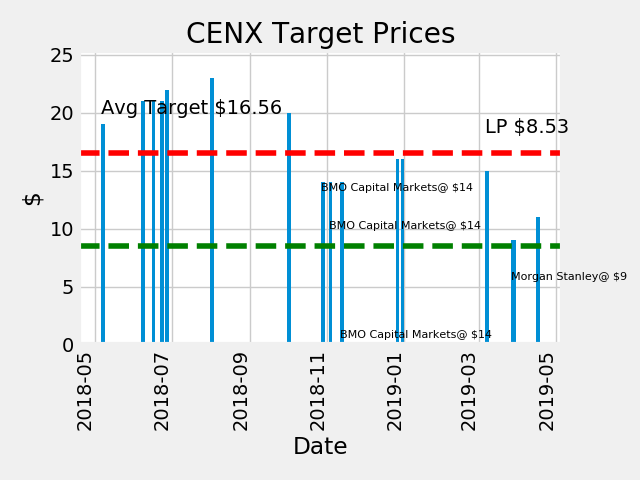 CENX Target Prices
25
Avg Target $16.56
20
LP $8.53
15
BMO Capital Markets@ $14
10
BMO Capital Markets@ $14
Morgan Stanley@ $9
5
BMO Capital Markets@ $14
0
$
2018-05
2018-07
2018-09
2018-11
2019-01
2019-03
2019-05
Date